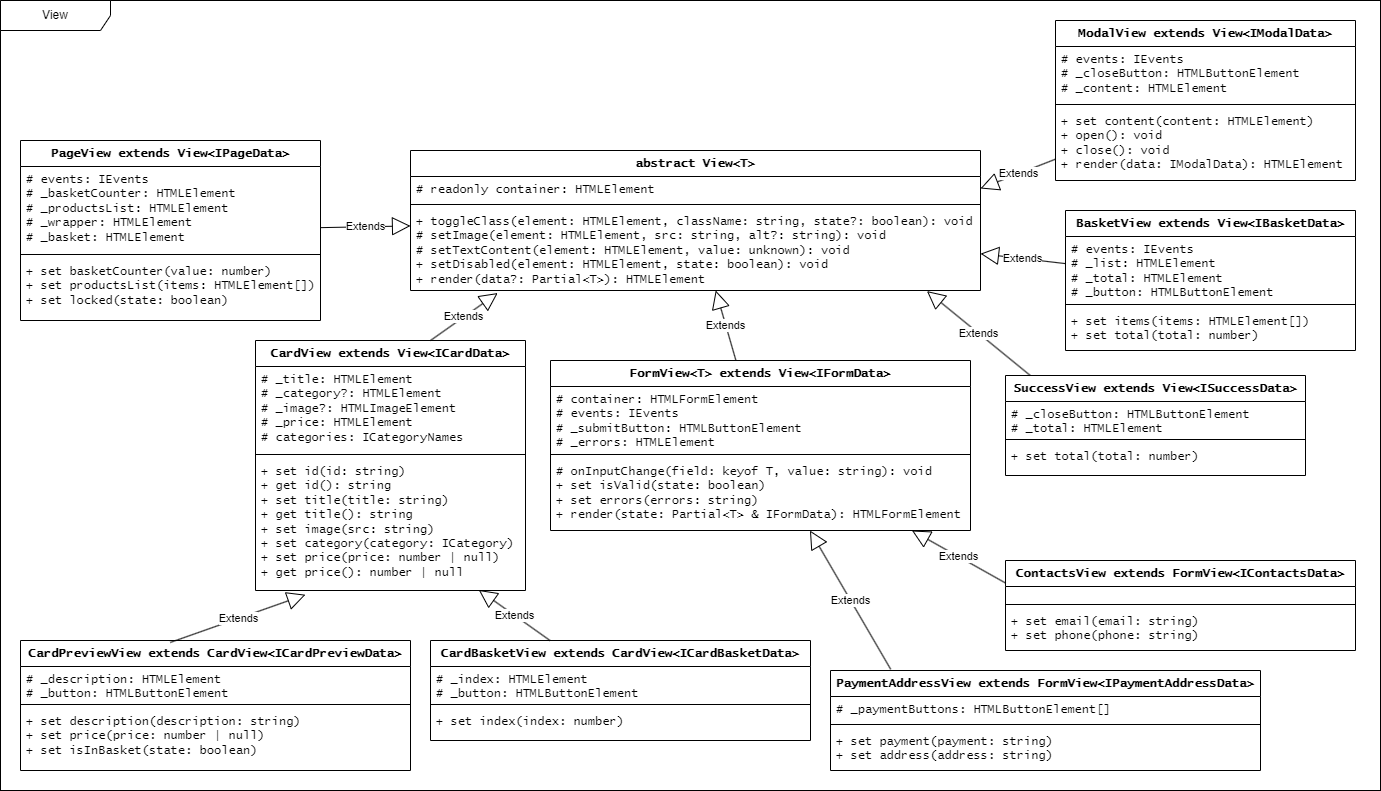 View
ModalView extends View<IModalData>
# events: IEvents
# _closeButton: HTMLButtonElement
# _content: HTMLElement
+ set content(content: HTMLElement)
+ open(): void
+ close(): void
+ render(data: IModalData): HTMLElement
Extends
PageView extends View<IPageData>
# events: IEvents
# _basketCounter: HTMLElement
# _productsList: HTMLElement
# _wrapper: HTMLElement
# _basket: HTMLElement
+ set basketCounter(value: number)
+ set productsList(items: HTMLElement[])
+ set locked(state: boolean)
Extends
abstract View<T>
# readonly container: HTMLElement
+ toggleClass(element: HTMLElement, className: string, state?: boolean): void
# setImage(element: HTMLElement, src: string, alt?: string): void
# setTextContent(element: HTMLElement, value: unknown): void
+ setDisabled(element: HTMLElement, state: boolean): void
+ render(data?: Partial<T>): HTMLElement
BasketView extends View<IBasketData>
# events: IEvents
# _list: HTMLElement
# _total: HTMLElement
# _button: HTMLButtonElement
+ set items(items: HTMLElement[])
+ set total(total: number)
Extends
Extends
Extends
Extends
CardView extends View<ICardData>
# _title: HTMLElement
# _category?: HTMLElement
# _image?: HTMLImageElement
# _price: HTMLElement
# categories: ICategoryNames
+ set id(id: string)
+ get id(): string
+ set title(title: string)
+ get title(): string
+ set image(src: string)
+ set category(category: ICategory)
+ set price(price: number | null)
+ get price(): number | null
FormView<T> extends View<IFormData>
# container: HTMLFormElement
# events: IEvents
# _submitButton: HTMLButtonElement
# _errors: HTMLElement
# onInputChange(field: keyof T, value: string): void
+ set isValid(state: boolean)
+ set errors(errors: string)
+ render(state: Partial<T> & IFormData): HTMLFormElement
SuccessView extends View<ISuccessData>
# _closeButton: HTMLButtonElement
# _total: HTMLElement
+ set total(total: number)
Extends
Extends
Extends
Extends
ContactsView extends FormView<IContactsData>
+ set email(email: string)
+ set phone(phone: string)
CardPreviewView extends CardView<ICardPreviewData>
# _description: HTMLElement
# _button: HTMLButtonElement
+ set description(description: string)
+ set price(price: number | null)
+ set isInBasket(state: boolean)
CardBasketView extends CardView<ICardBasketData>
# _index: HTMLElement
# _button: HTMLButtonElement
+ set index(index: number)
PaymentAddressView extends FormView<IPaymentAddressData>
# _paymentButtons: HTMLButtonElement[]
+ set payment(payment: string)
+ set address(address: string)